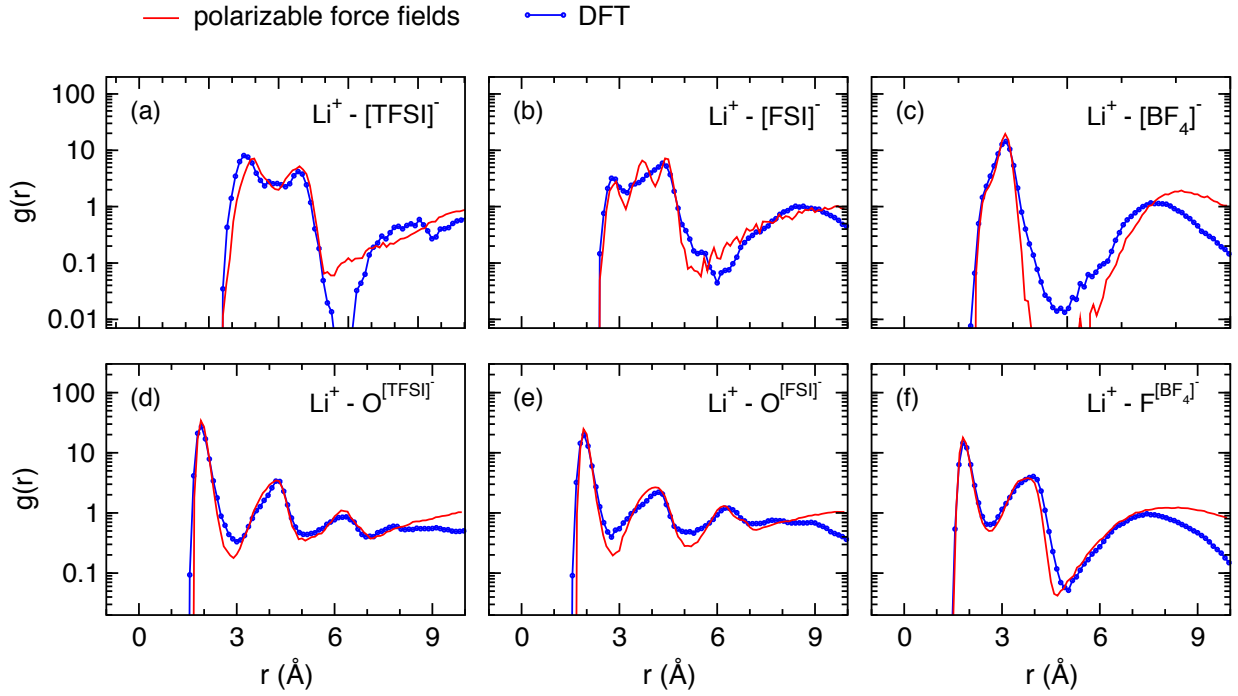 polarizable force fields
DFT
(a) Li⁺ - [TFSI]⁻
(b) Li⁺ - [FSI]⁻
(c) Li⁺ - [BF₄]⁻
100
10
1
0.1
0.01
g(r)
(d) Li⁺ - O^[TFSI]⁻
(e) Li⁺ - O^[FSI]⁻
(f) Li⁺ - F^[BF₄]⁻
100
10
1
0.1
g(r)
0 3 6 9
0 3 6 9
0 3 6 9
r (Å)
r (Å)
r (Å)